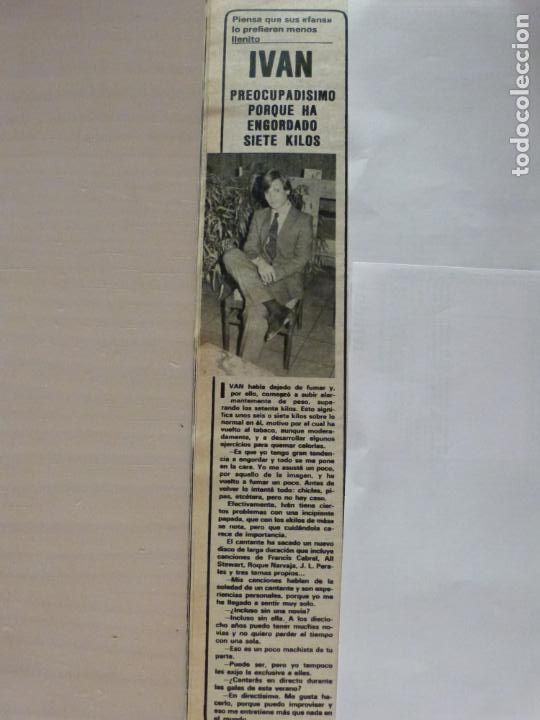 Piensa que sus «fans»
lo prefieren menos
llenito
IVAN
PREOCUPADISIMO
PORQUE HA
ENGORDADO
SIETE KILOS
IVAN había dejado de fumar y,
por ello, comenzó a subir alar-
mantemente de peso, supe-
rando los setenta kilos. Esto signi-
fica unos seis o siete kilos sobre lo
normal en él, motivo por el cual ha
vuelto al tabaco, aunque modera-
damente, y a desarrollar algunos
ejercicios para quemar calorías.
—Es que yo tengo gran tenden-
cia a engordar y todo se me pone
en la cara. Yo me asusté un poco,
por aquello de la imagen, y he
vuelto a fumar un poco. Antes de
volver lo intenté todo: chicles, pi-
pas, etcétera, pero no hay caso.
Efectivamente, Iván tiene cier-
tos problemas con una incipiente
papada, que con los «kilos de más»
se nota, pero que cuidándola ca-
rece de importancia.
El cantante ha sacado un nuevo
disco de larga duración que incluye
canciones de Francis Cabrel, All
Stewart, Roque Narvaja, J. L. Pera-
les y tres temas propios...
—Mis canciones hablan de la
soledad de un cantante y son ex-
periencias personales, porque yo me
he llegado a sentir muy solo.
—¿Incluso sin una novia?
—Incluso sin ella. A los diecio-
cho años puedo tener muchas no-
vias y no quiero perder el tiempo
con una sola.
—Eso es un poco machista de tu
parte.
—Puede ser, pero yo tampoco
les exijo la exclusiva a ellas.
—¿Cantarás en directo durante
las galas de este verano?
—En directísimo. Me gusta ha-
cerlo, porque puedo improvisar y
eso me entretiene más que nada en
el mundo.
todocoleccion